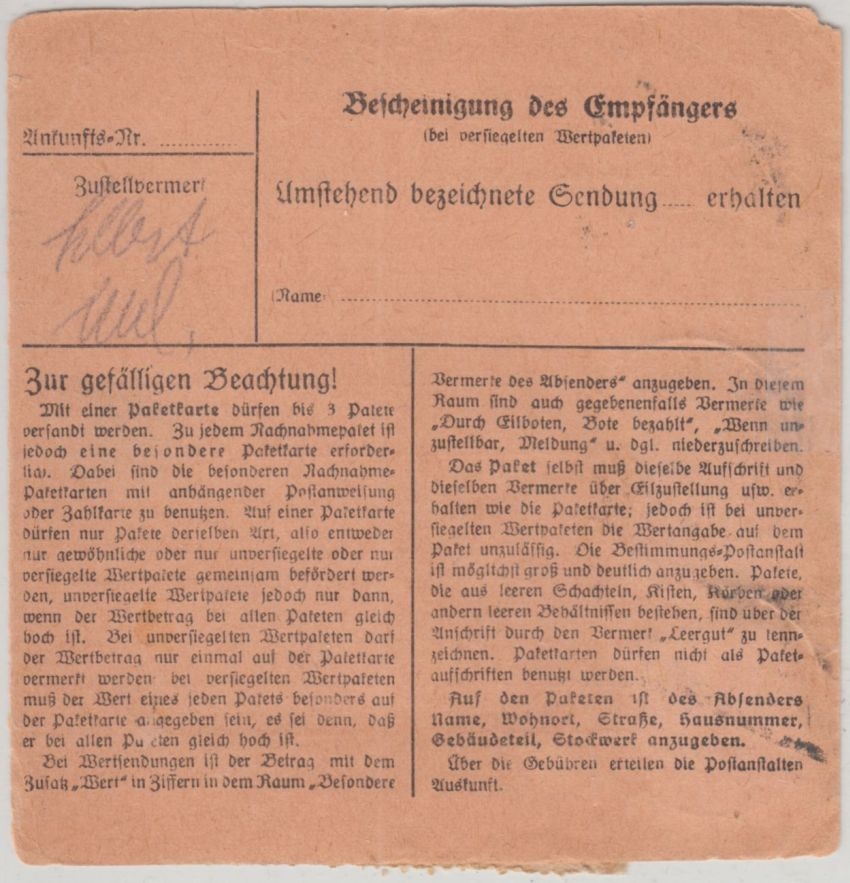 Ankunfts-Nr. ............
Zustellvermerk
Selbst
Bescheinigung des Empfängers
(bei versiegelten Wertpaketen)
Umstehend bezeichnete Sendung ..... erhalten
(Name) ............
Zur gefälligen Beachtung!
Mit einer Paketkarte dürfen bis 3 Pakete
versandt werden. Zu jedem Nachnahmepaket ist
jedoch eine besondere Paketkarte erforder-
lich. Dabei sind die besonderen Nachnahme-
Paketkarten mit anhängender Postanweisung
oder Zahlkarte zu benutzen. Auf einer Paketkarte
dürfen nur Pakete derselben Art, also entweder
nur gewöhnliche oder nur unversiegelte oder nur
versiegelte Wertpakete gemeinsam befördert wer-
den, unversiegelte Wertpakete jedoch nur dann,
wenn der Wertbetrag bei allen Paketen gleich
hoch ist. Bei unversiegelten Wertpaketen darf
der Wertbetrag nur einmal auf der Paketkarte
vermerkt werden; bei versiegelten Wertpaketen
muß der Wert eines jeden Pakets besonders auf
der Paketkarte angegeben sein, es sei denn, daß
er bei allen Paketen gleich hoch ist.
Bei Wertsendungen ist der Betrag mit dem
Zusatz „Wert“ in Ziffern in dem Raum „Besondere
Vermerke des Absenders“ anzugeben. In diesem
Raum sind auch gegebenenfalls Vermerke wie
„Durch Eilboten, Bote bezahlt“, „Wenn un-
zustellbar, Meldung“ u. dgl. niederzuschreiben.
Das Paket selbst muß dieselbe Aufschrift und
dieselben Vermerke über Eilzustellung usw. er-
halten wie die Paketkarte; jedoch ist bei unver-
siegelten Wertpaketen die Wertangabe auf dem
Paket unzulässig. Die Bestimmungs-Postanstalt
ist möglichst groß und deutlich anzugeben. Pakete,
die aus leeren Schachteln, Kisten, Körben oder
andern leeren Behältnissen bestehen, sind über der
Anschrift durch den Vermerk „Leergut“ zu kenn-
zeichnen. Paketkarten dürfen nicht als Paket-
aufschriften benutzt werden.
Auf den Paketen ist des Absenders
Name, Wohnort, Straße, Hausnummer,
Gebäudeteil, Stockwerk anzugeben.
Über die Gebühren erteilen die Postanstalten
Auskunft.